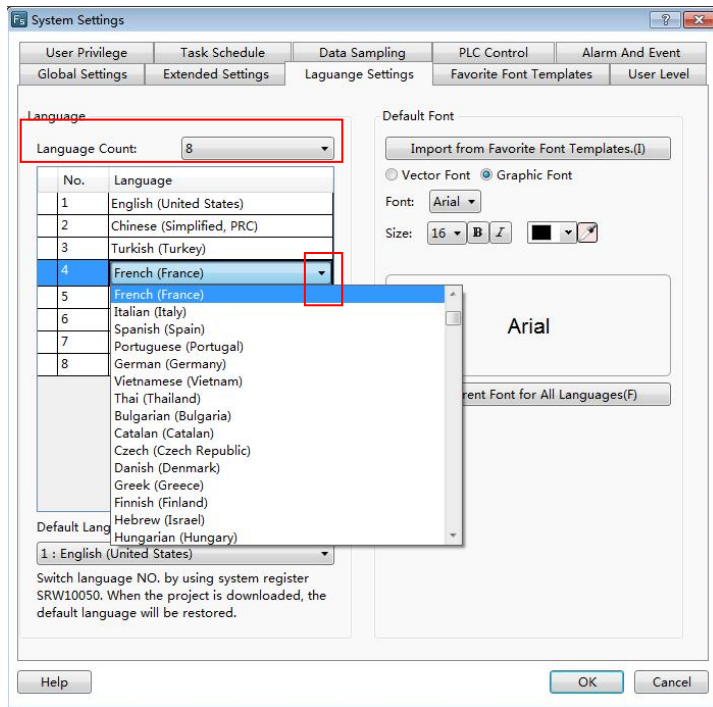 Fs System Settings
User Privilege Task Schedule Data Sampling PLC Control Alarm And Event
Global Settings Extended Settings Laguange Settings Favorite Font Templates User Level
Language
Language Count: 8
No. Language
1 English (United States)
2 Chinese (Simplified, PRC)
3 Turkish (Turkey)
4 French (France)
5
6
7
8
French (France)
Italian (Italy)
Spanish (Spain)
Portuguese (Portugal)
German (Germany)
Vietnamese (Vietnam)
Thai (Thailand)
Bulgarian (Bulgaria)
Catalan (Catalan)
Czech (Czech Republic)
Danish (Denmark)
Greek (Greece)
Finnish (Finland)
Hebrew (Israel)
Hungarian (Hungary)
Default Lang
1 : English (United States)
Switch language NO. by using system register
SRW10050. When the project is downloaded, the
default language will be restored.
Default Font
Import from Favorite Font Templates.(I)
Vector Font Graphic Font
Font: Arial
Size: 16 B I
Arial
rent Font for All Languages(F)
Help OK Cancel